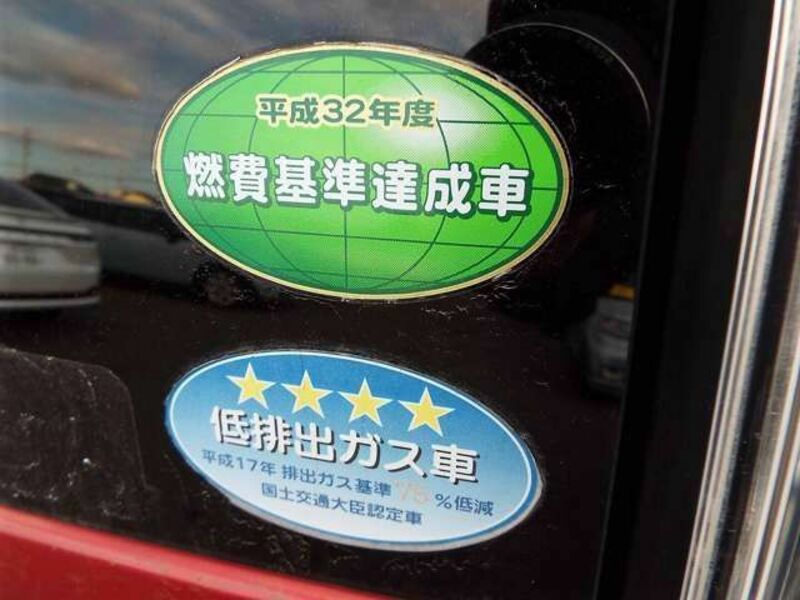 平成32年度
燃費基準達成車
低排出ガス車
平成17年 排出ガス基準 75 %低減
国土交通大臣認定車